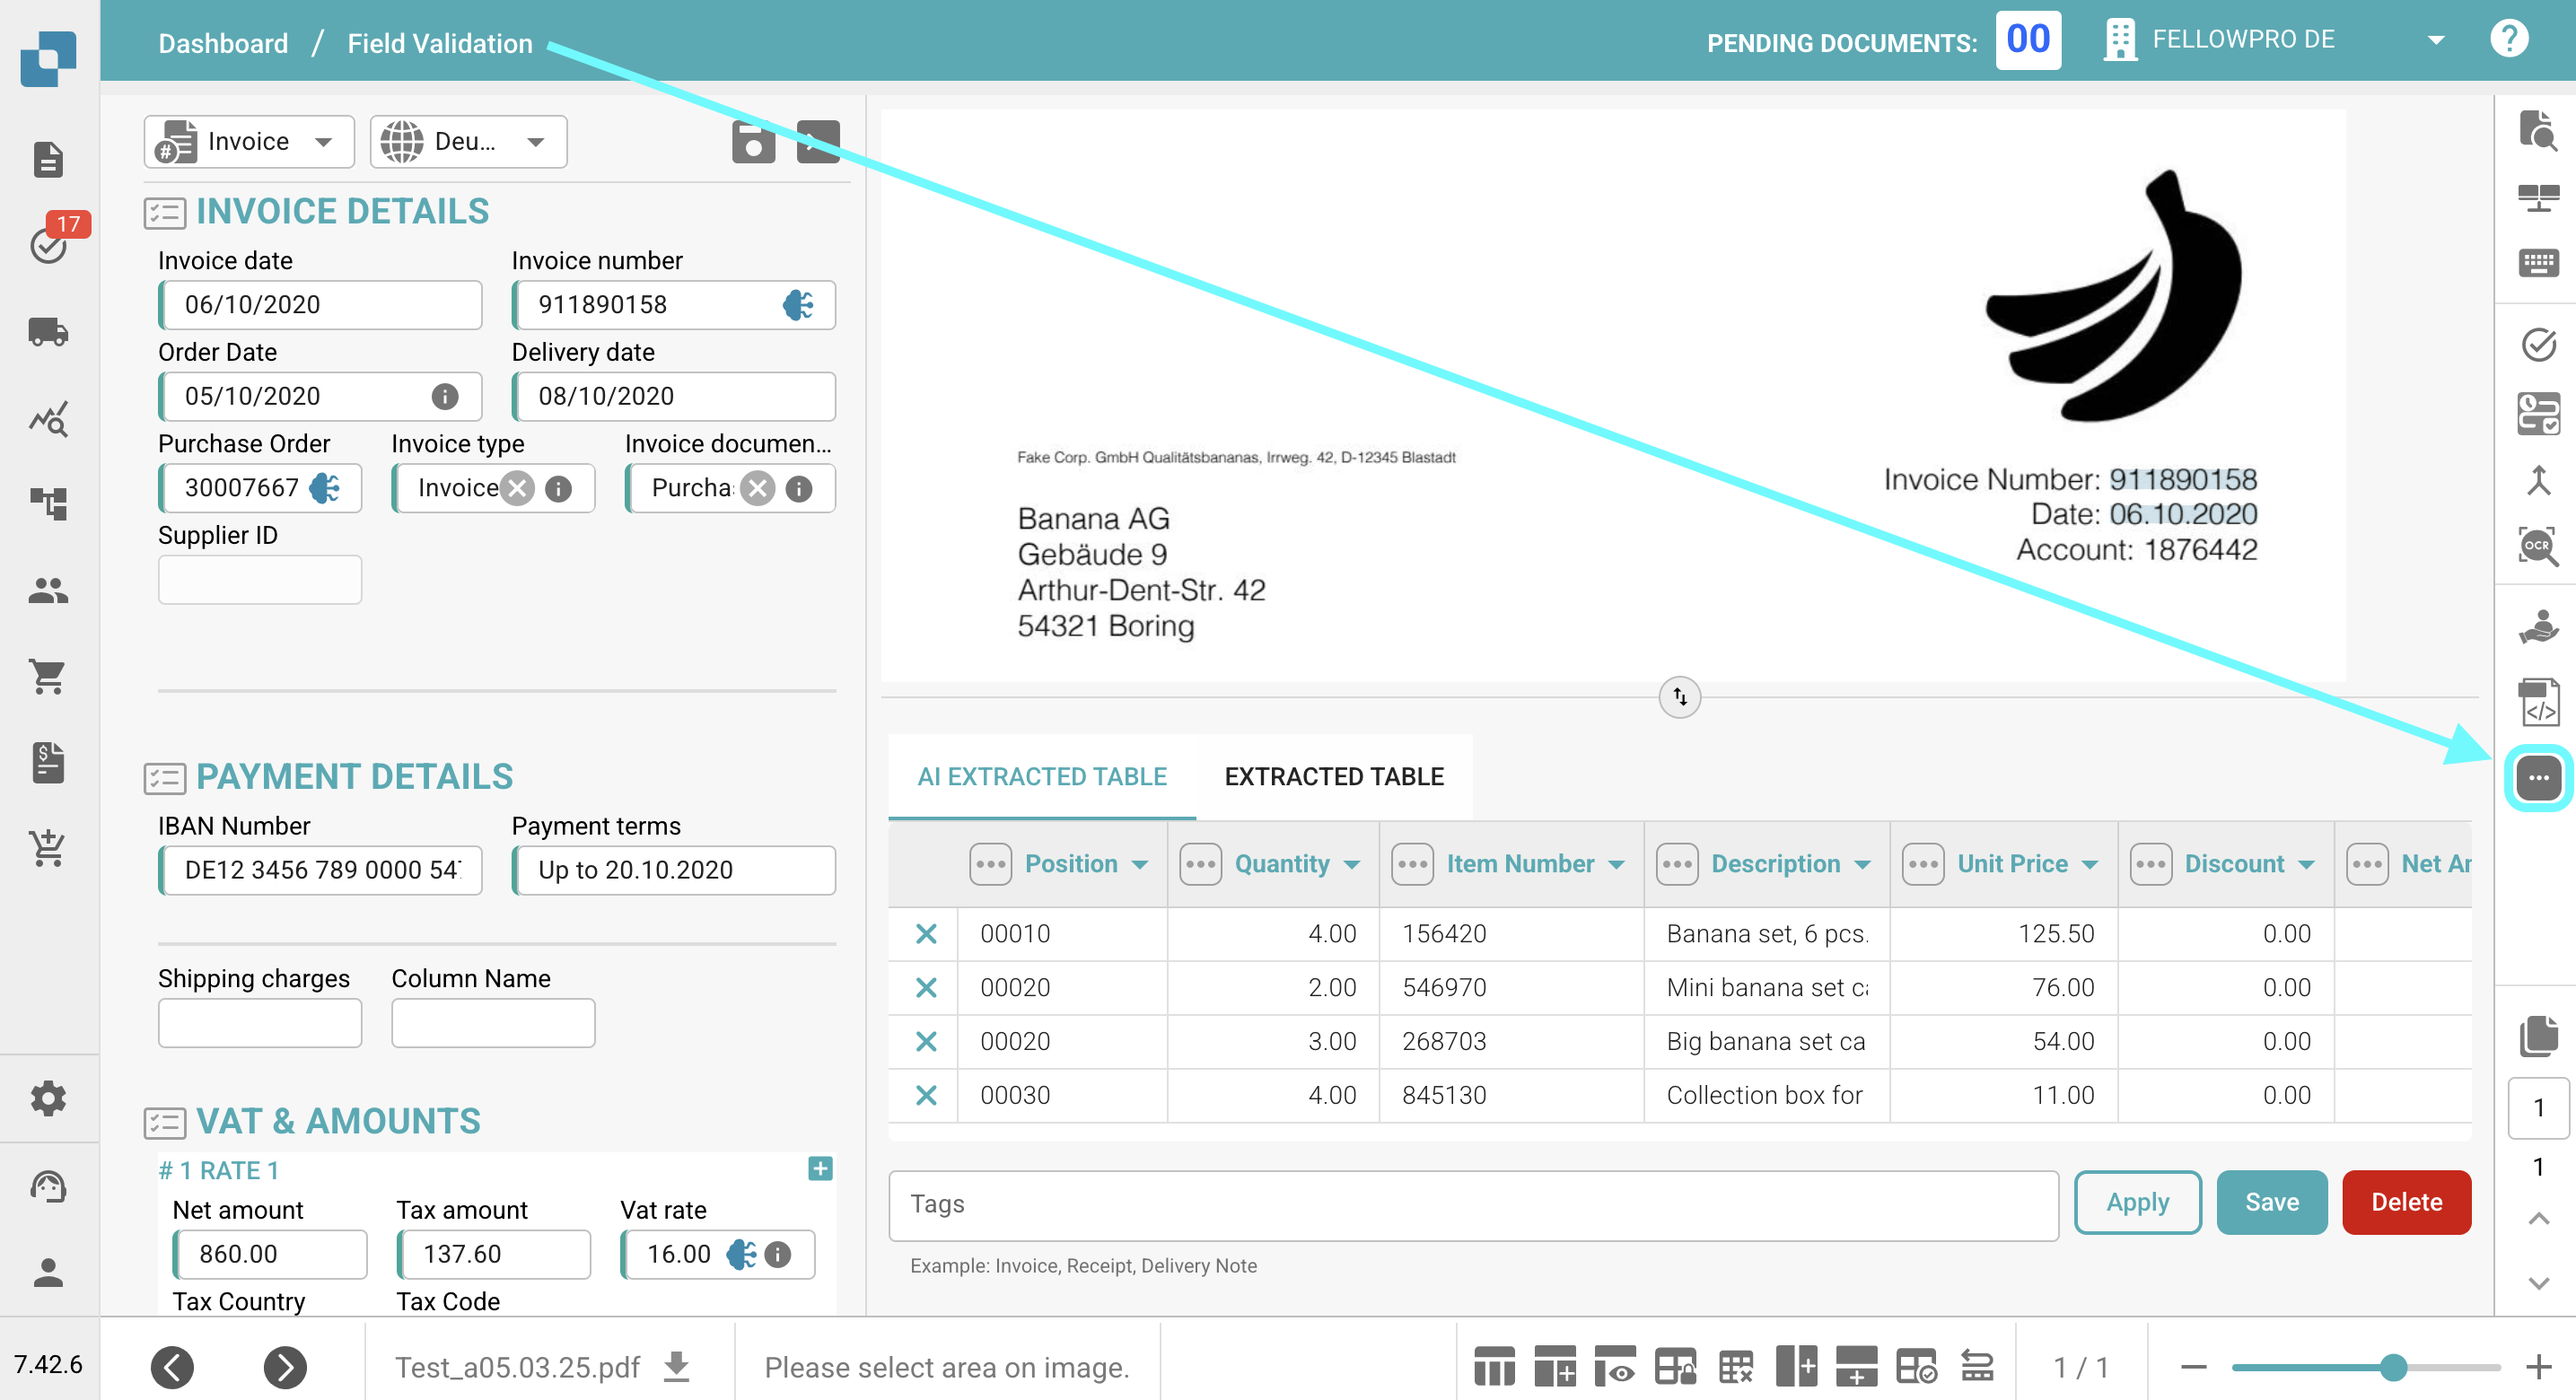 Dashboard / Field Validation
PENDING DOCUMENTS: 00
FELLOWPRO DE
?
17
Invoice
Deu...
INVOICE DETAILS
Invoice date
Invoice number
06/10/2020
911890158
Order Date
Delivery date
05/10/2020
08/10/2020
Purchase Order
Invoice type
Invoice documen...
30007667
Invoice
Purcha
Supplier ID
PAYMENT DETAILS
IBAN Number
Payment terms
DE12 3456 789 0000 54
Up to 20.10.2020
Shipping charges
Column Name
VAT & AMOUNTS
# 1 RATE 1
Net amount
Tax amount
Vat rate
860.00
137.60
16.00
Tax Country
Tax Code
Fake Corp. GmbH Qualitätsbananas, Irrweg. 42, D-12345 Blastadt
Banana AG
Gebäude 9
Arthur-Dent-Str. 42
54321 Boring
Invoice Number: 911890158
Date: 06.10.2020
Account: 1876442
AI EXTRACTED TABLE
EXTRACTED TABLE
Position Quantity Item Number Description Unit Price Discount Net Ar
00010 4.00 156420 Banana set, 6 pcs. 125.50 0.00
00020 2.00 546970 Mini banana set ca 76.00 0.00
00020 3.00 268703 Big banana set ca 54.00 0.00
00030 4.00 845130 Collection box for 11.00 0.00
Tags
Apply
Save
Delete
Example: Invoice, Receipt, Delivery Note
OCR
1
1
7.42.6
Test_a05.03.25.pdf
Please select area on image.
1 / 1